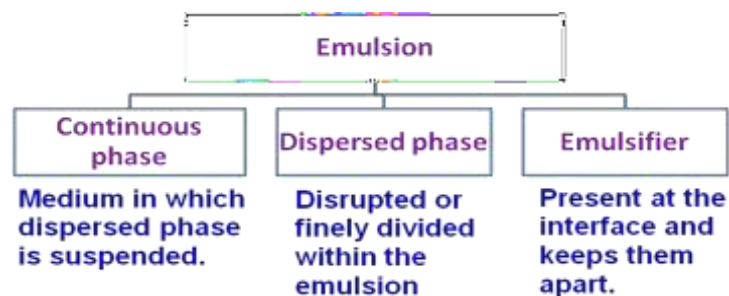 Emulsion
Continuous
phase
Dispersed phase
Emulsifier
Medium in which
dispersed phase
is suspended.
Disrupted or
finely divided
within the
emulsion
Present at the
interface and
keeps them
apart.